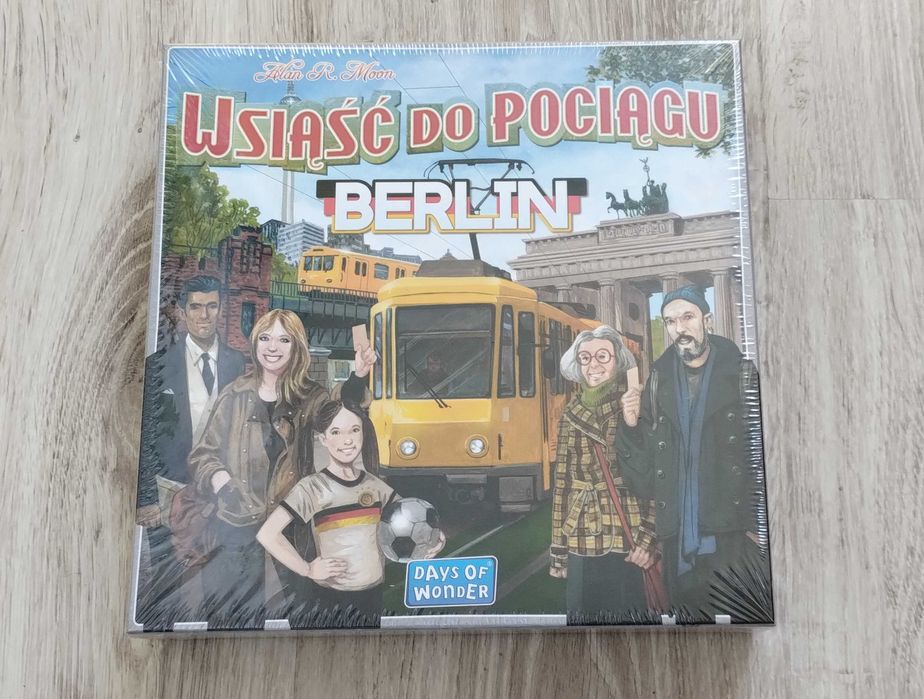 Alan R. Moon
WSIĄŚĆ DO POCIĄGU
BERLIN
DAYS OF
WONDER